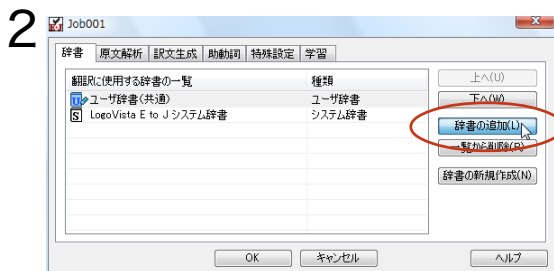 2
Job001
辞書 原文解析 訳文生成 助動詞 特殊設定 学習
翻訳に使用する辞書の一覧 種類
ユーザ辞書(共通) ユーザ辞書
LogoVista E to J システム辞書 システム辞書
上へ(U)
下へ(W)
辞書の追加(L)
一覧から削除(R)
辞書の新規作成(N)
OK キャンセル ヘルプ